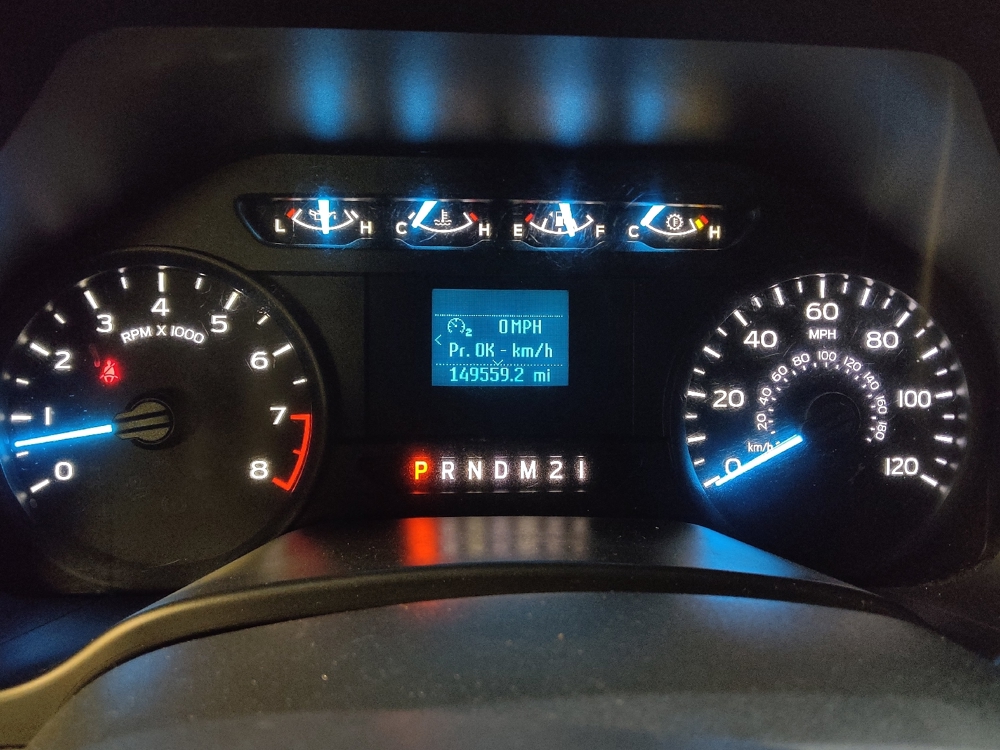 L H C H E F C H
0 1 2 3 4 5 6 7 8
RPM X 1000
2 0 MPH
Pr. OK - km/h
149559.2 mi
P R N D M 2 1
0 20 40 60 80 100 120
MPH
20 40 60 80 100 120 140 160 180
km/h